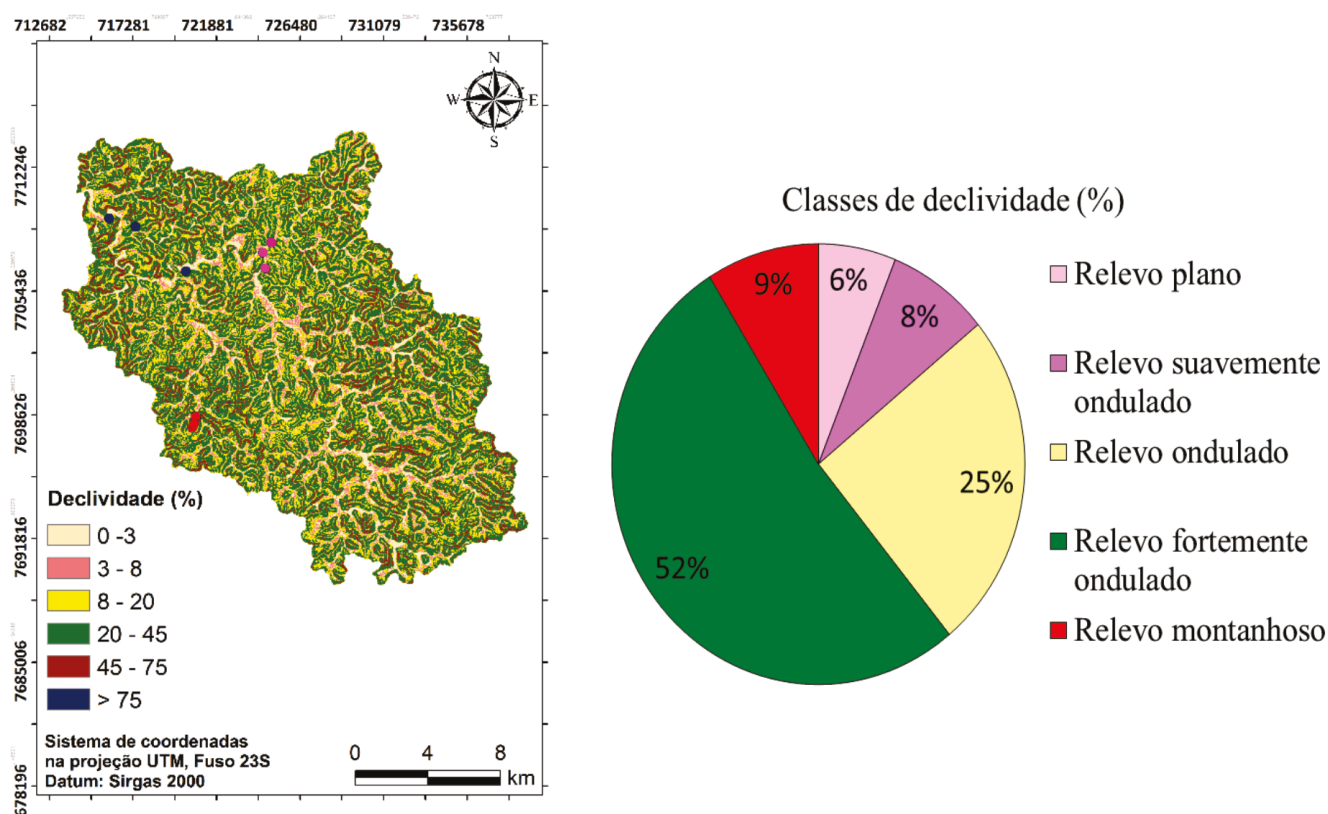 712682 717281 721881 726480 731079 735678
N
W E
S
7712246
7705436
7698626
7691816
7685006
7678196
Declividade (%)
0 -3
3 - 8
8 - 20
20 - 45
45 - 75
> 75
Sistema de coordenadas
na projeção UTM, Fuso 23S
Datum: Sirgas 2000
0 4 8
km
Classes de declividade (%)
6%
8%
25%
52%
9%
Relevo plano
Relevo suavemente
ondulado
Relevo ondulado
Relevo fortemente
ondulado
Relevo montanhoso